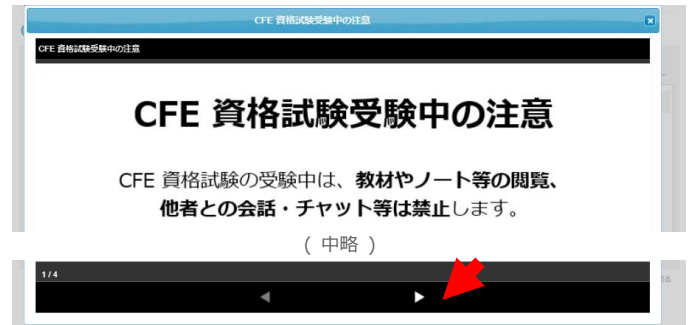 CFE 資格試験受験中の注意
CFE 資格試験受験中の注意
CFE 資格試験受験中の注意
CFE 資格試験の受験中は、教材やノート等の閲覧、
他者との会話・チャット等は禁止します。
( 中略 )
1 / 4